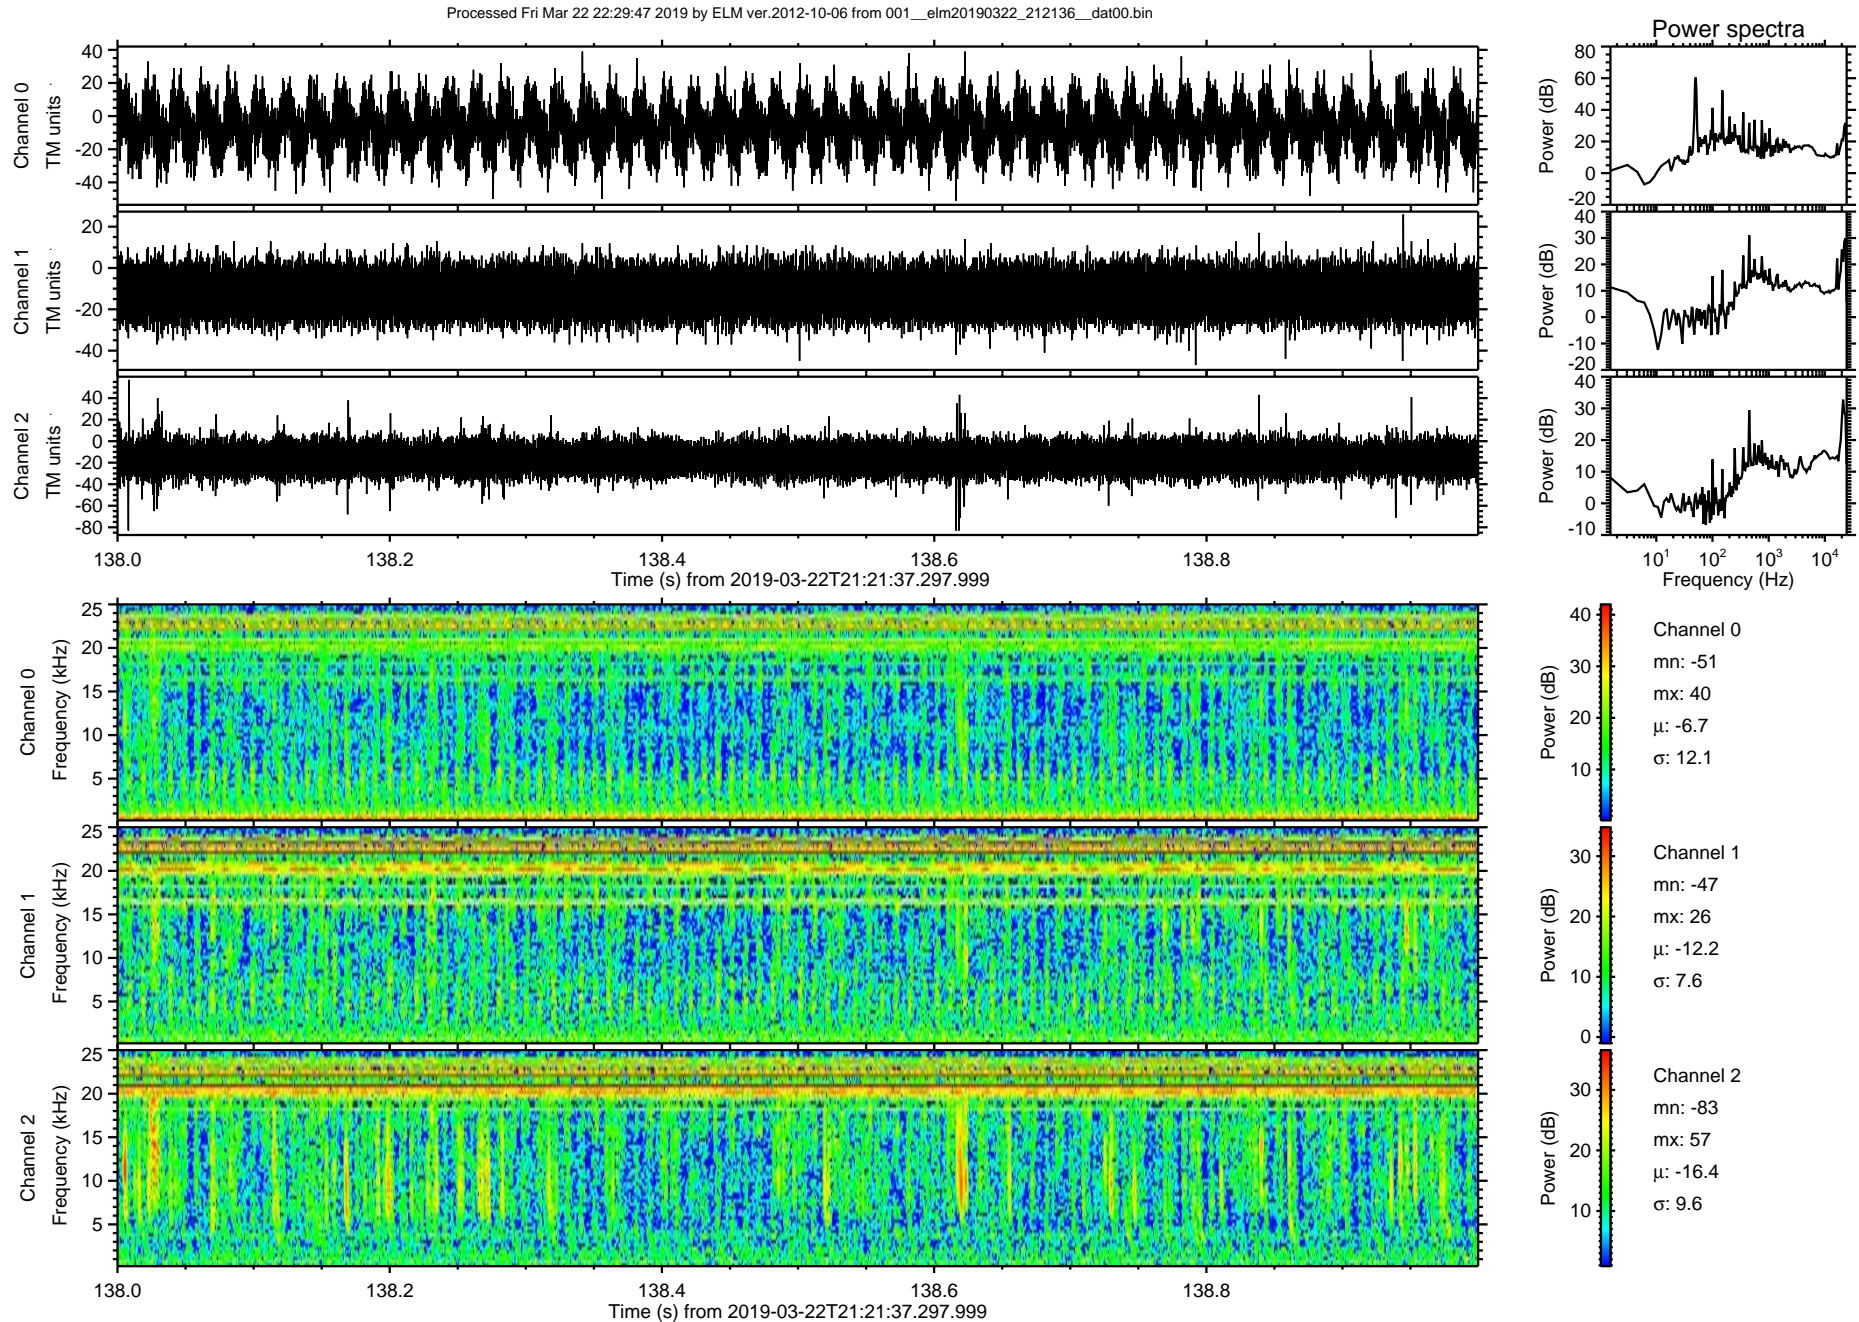 Processed Fri Mar 22 22:29:47 2019 by ELM ver.2012-10-06 from 001__elm20190322_212136__dat00.bin
Power spectra
Channel 0
TM units
40
20
0
-20
-40
Power (dB)
80
60
40
20
0
-20
Channel 1
TM units
20
0
-20
-40
Power (dB)
40
30
20
10
0
-10
-20
Channel 2
TM units
40
20
0
-20
-40
-60
-80
Power (dB)
40
30
20
10
0
-10
138.0 138.2 138.4 138.6 138.8
Time (s) from 2019-03-22T21:21:37.297.999
10^1 10^2 10^3 10^4
Frequency (Hz)
Channel 0
Frequency (kHz)
25
20
15
10
5
Power (dB)
40
30
20
10
Channel 0
mn: -51
mx: 40
μ: -6.7
σ: 12.1
Channel 1
Frequency (kHz)
25
20
15
10
5
Power (dB)
30
20
10
0
Channel 1
mn: -47
mx: 26
μ: -12.2
σ: 7.6
Channel 2
Frequency (kHz)
25
20
15
10
5
Power (dB)
30
20
10
Channel 2
mn: -83
mx: 57
μ: -16.4
σ: 9.6
138.0 138.2 138.4 138.6 138.8
Time (s) from 2019-03-22T21:21:37.297.999